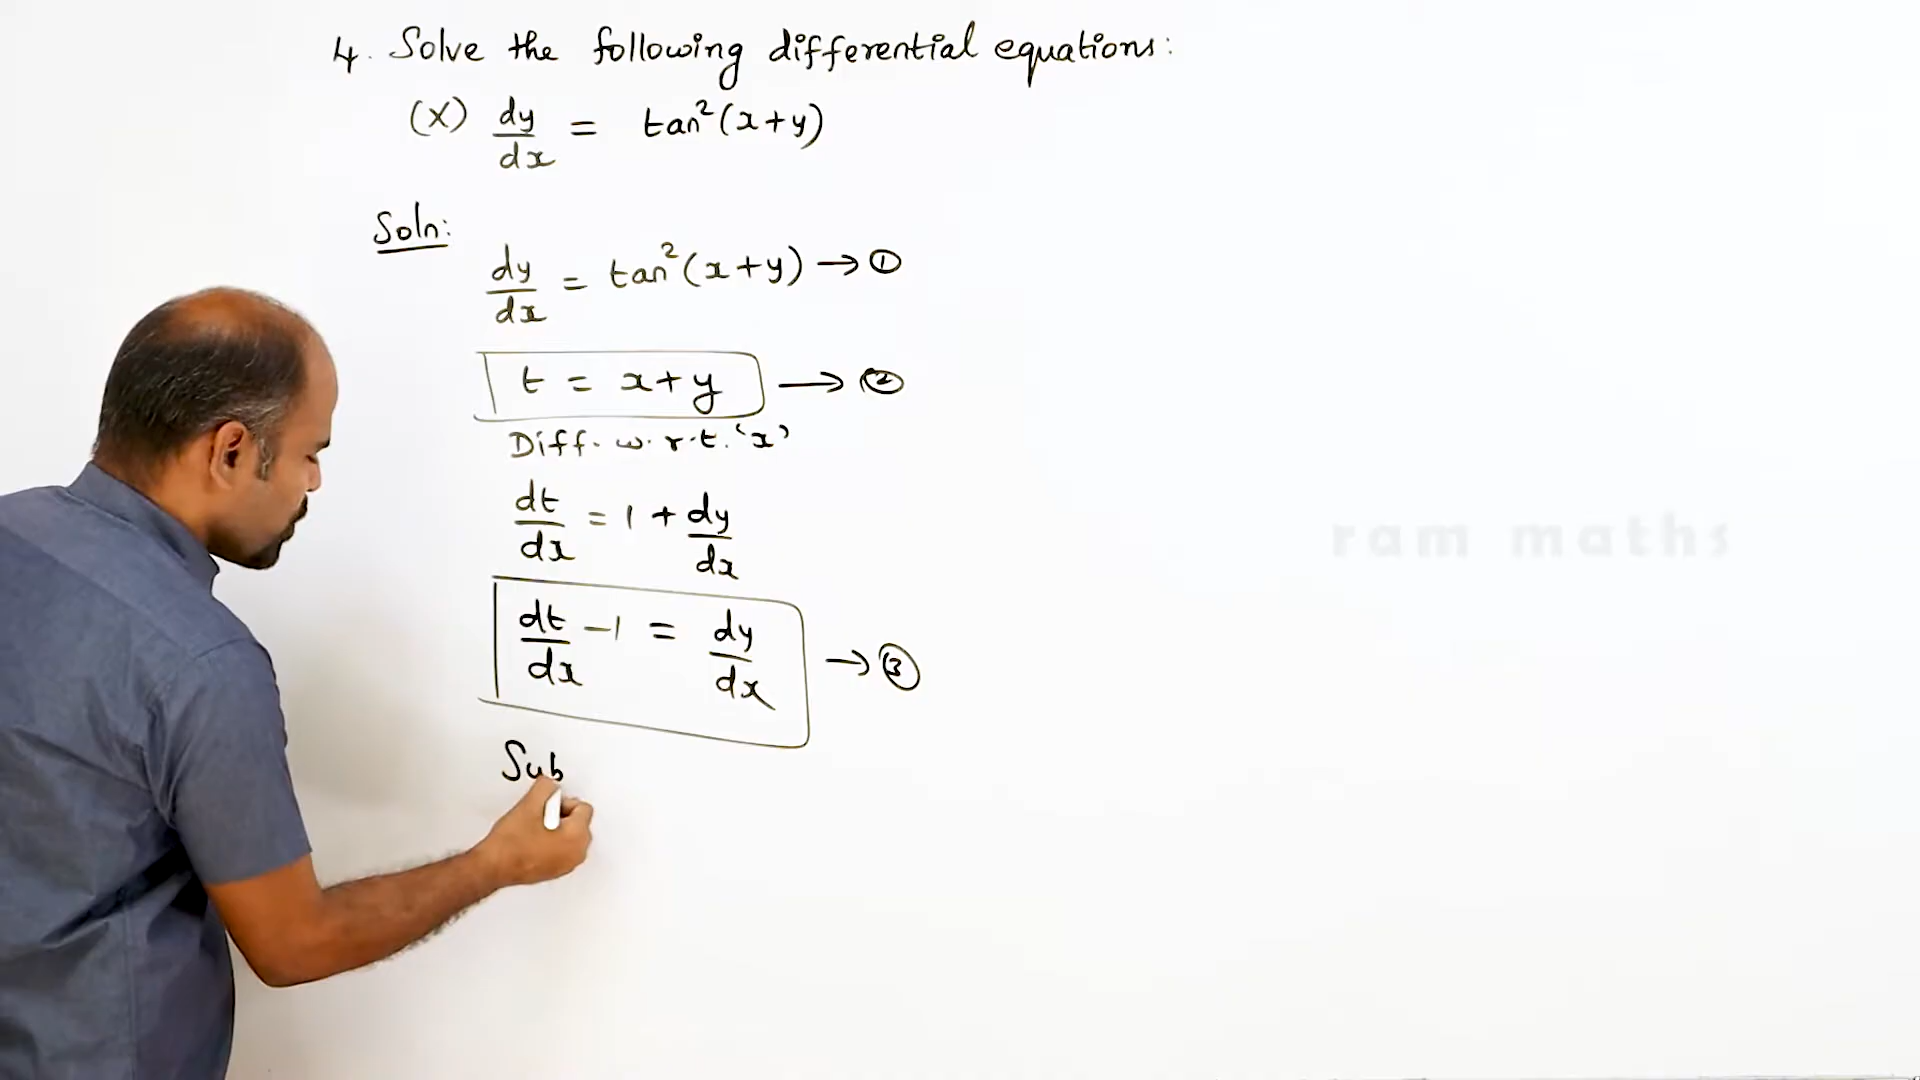 4. Solve the following differential equations:
(X) dy/dx = tan²(x+y)
Soln:
dy/dx = tan²(x+y) → ①
t = x+y → ②
Diff. w.r.t. 'x'
dt/dx = 1 + dy/dx
dt/dx - 1 = dy/dx → ③
Sub
ram maths